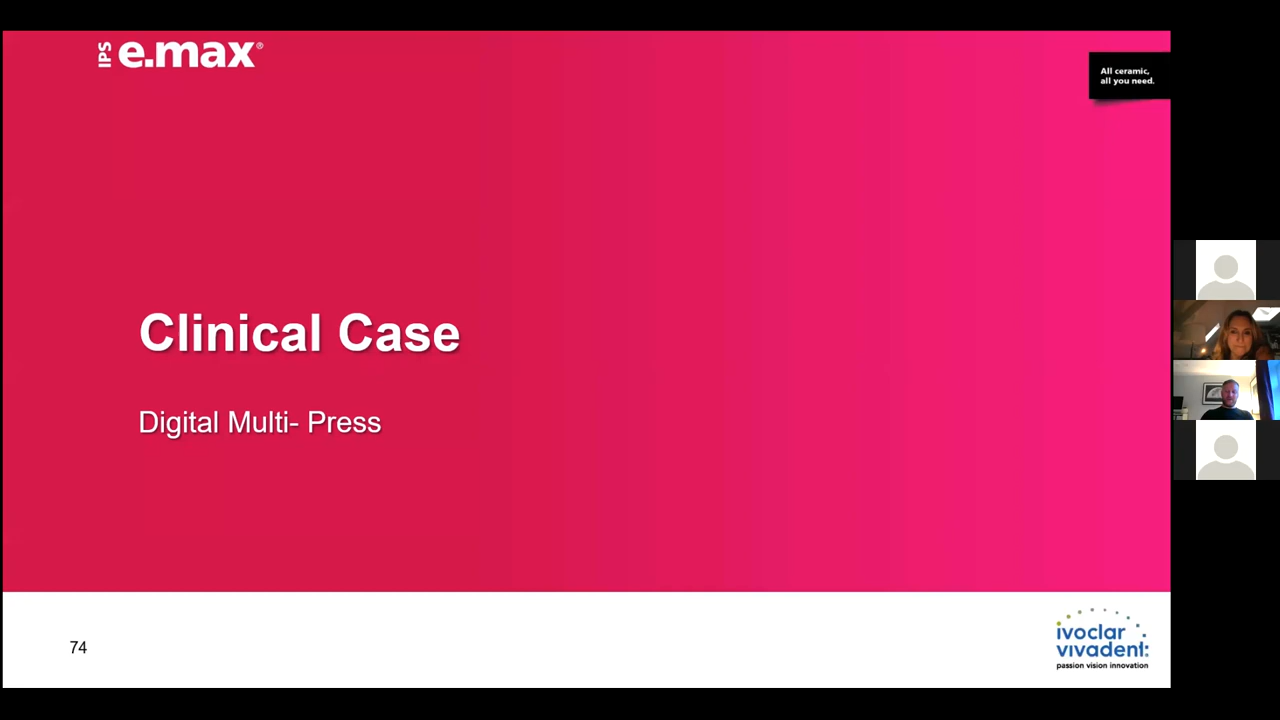 IPS e.max®
All ceramic,
all you need.
Clinical Case
Digital Multi- Press
74
ivoclar
vivadent:
passion vision innovation